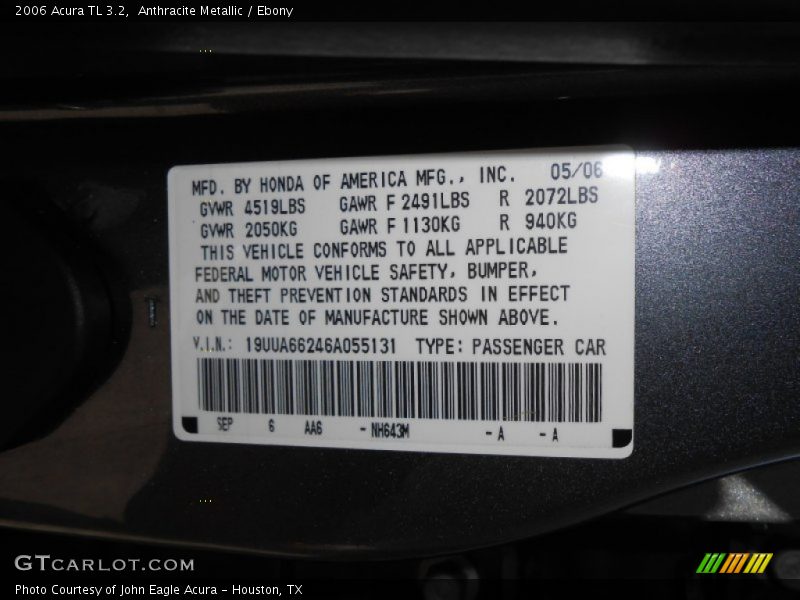 2006 Acura TL 3.2, Anthracite Metallic / Ebony
MFD. BY HONDA OF AMERICA MFG., INC. 05/06
GVWR 4519LBS GAWR F 2491LBS R 2072LBS
GVWR 2050KG GAWR F 1130KG R 940KG
THIS VEHICLE CONFORMS TO ALL APPLICABLE
FEDERAL MOTOR VEHICLE SAFETY, BUMPER,
AND THEFT PREVENTION STANDARDS IN EFFECT
ON THE DATE OF MANUFACTURE SHOWN ABOVE.
V.I.N.: 19UUA66246A055131 TYPE: PASSENGER CAR
SEP 6 AA6 -NH643M -A -A
GTCARLOT.COM
Photo Courtesy of John Eagle Acura - Houston, TX